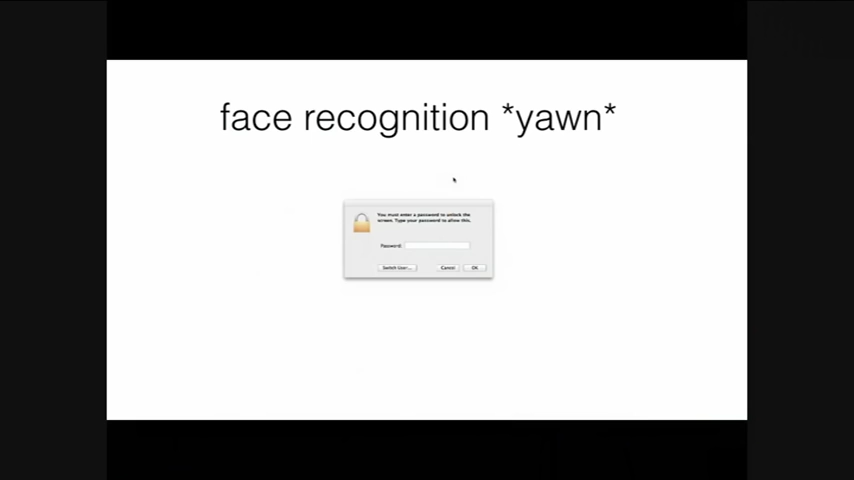 face recognition *yawn*
You must enter a password to unlock the
screen. Type your password to allow this.
Password:
Switch User...
Cancel
OK